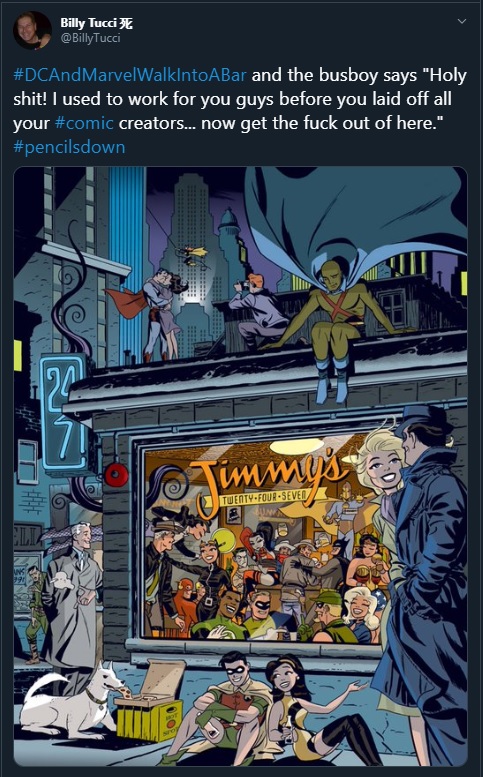 Billy Tucci 死
@BillyTucci
#DCAndMarvelWalkIntoABar and the busboy says "Holy
shit! I used to work for you guys before you laid off all
your #comic creators... now get the fuck out of here."
#pencilsdown
24
7
Jimmy's
TWENTY-FOUR-SEVEN